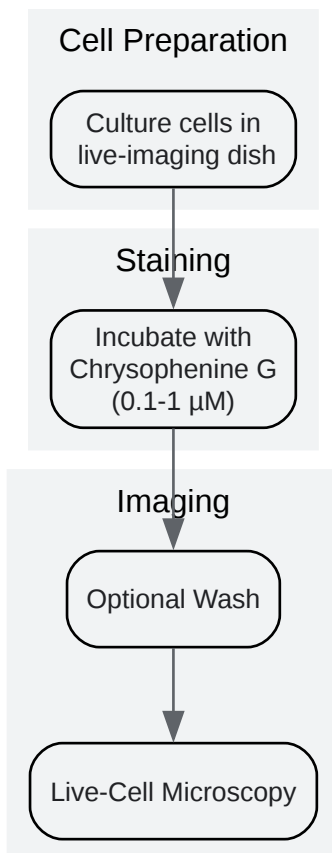 Cell Preparation
Culture cells in
live-imaging dish
Staining
Incubate with
Chrysophenine G
(0.1-1 µM)
Imaging
Optional Wash
Live-Cell Microscopy